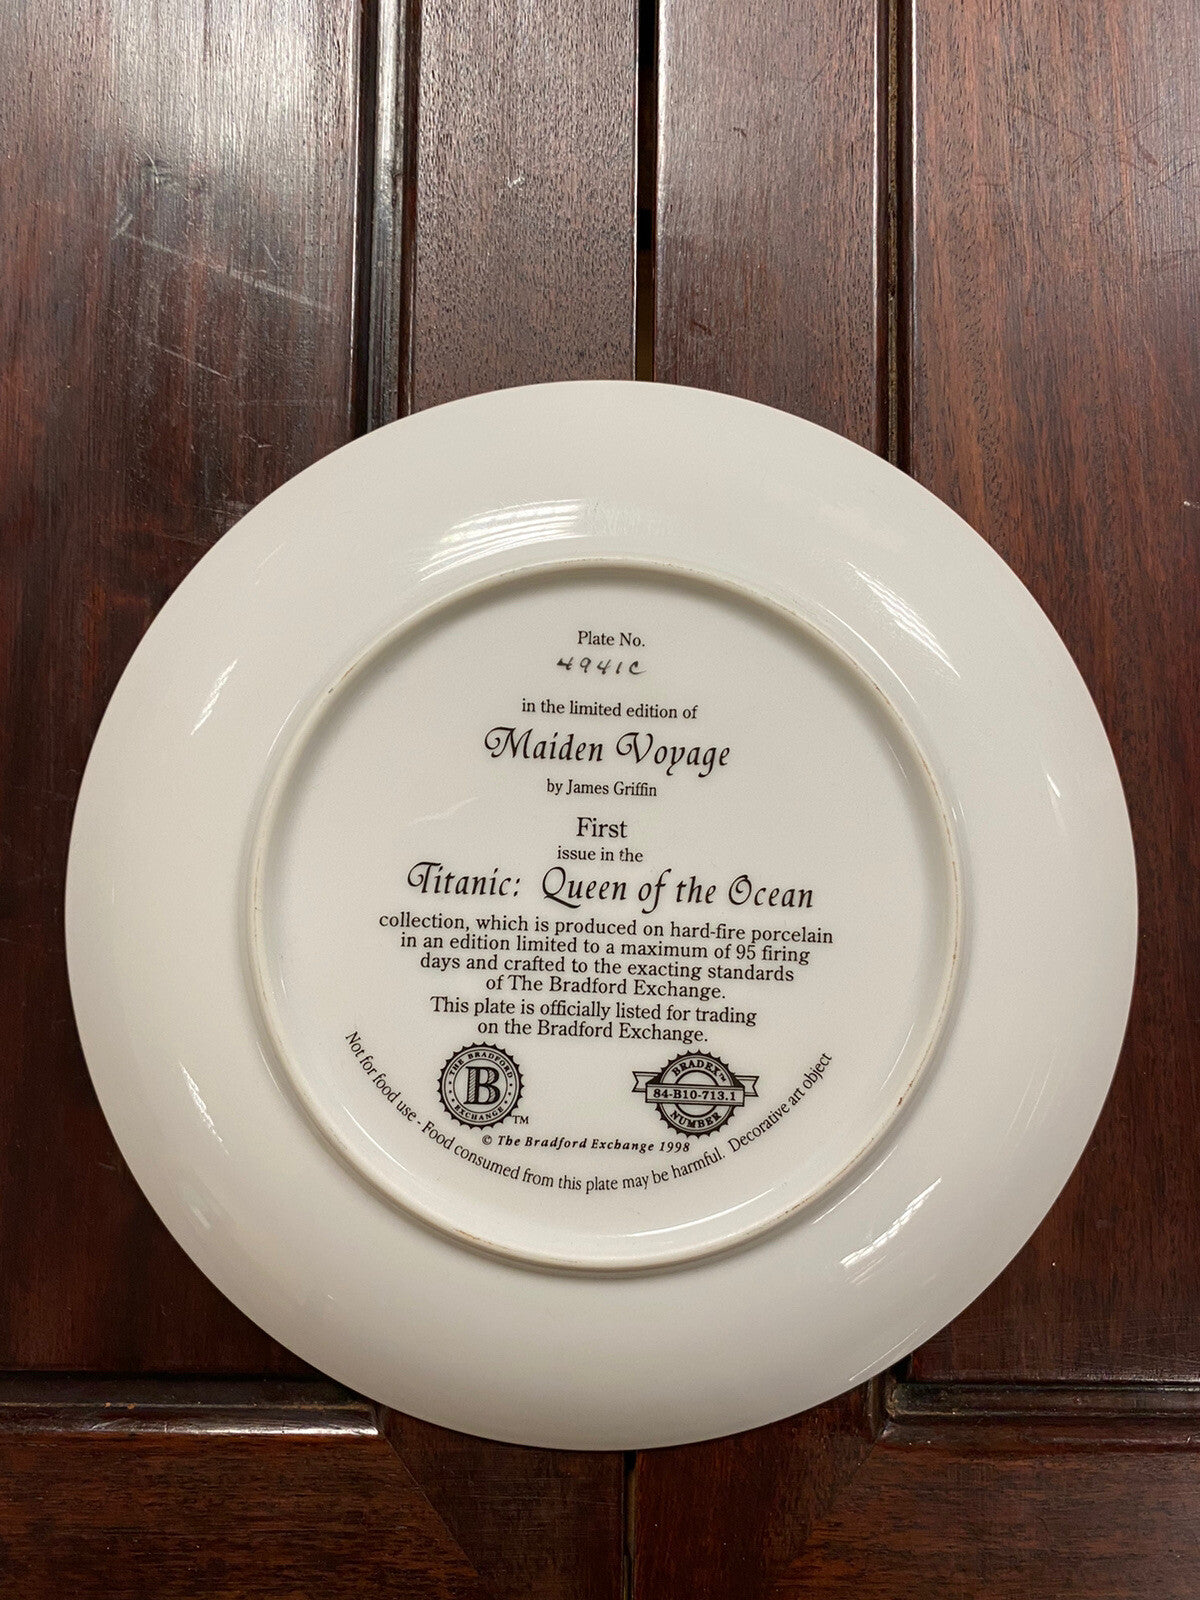 Plate No.
4941C
in the limited edition of
Maiden Voyage
by James Griffin
First
issue in the
Titanic: Queen of the Ocean
collection, which is produced on hard-fire porcelain
in an edition limited to a maximum of 95 firing
days and crafted to the exacting standards
of The Bradford Exchange.
This plate is officially listed for trading
on the Bradford Exchange.
THE BRADFORD
B
EXCHANGE
TM
BRADEX™
84-B10-713.1
NUMBER
© The Bradford Exchange 1998
Not for food use - Food consumed from this plate may be harmful. Decorative art object